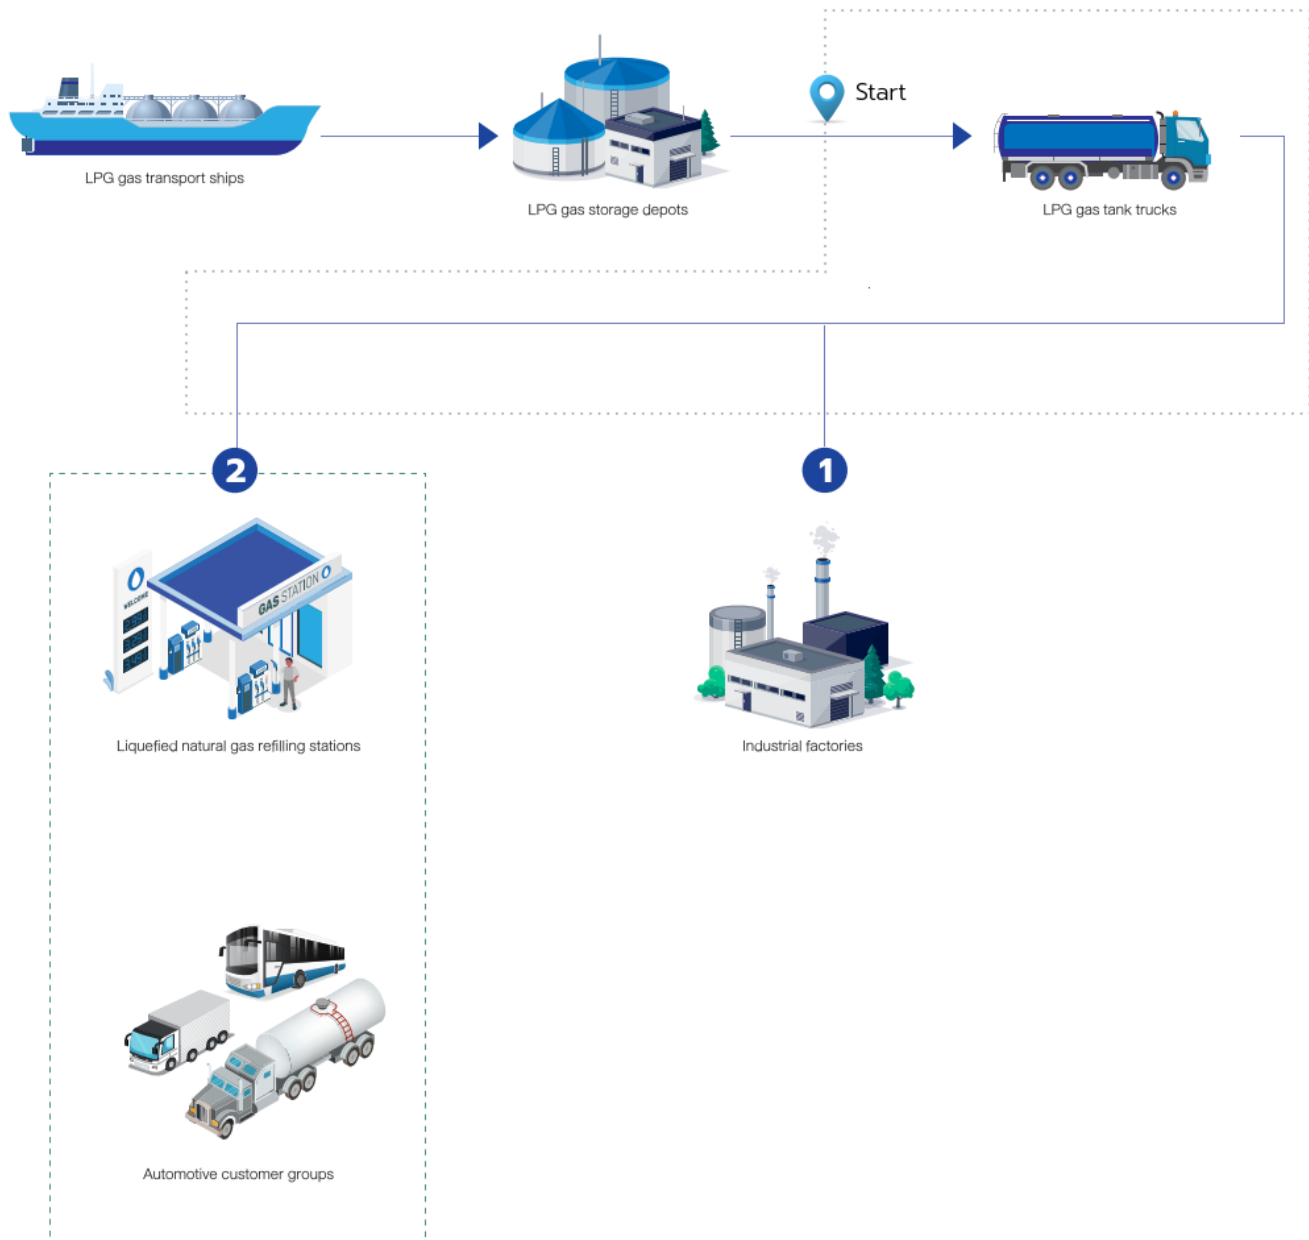 Start
LPG gas transport ships
LPG gas storage depots
LPG gas tank trucks
2
1
WELCOME
GAS STATION
Liquefied natural gas refilling stations
Industrial factories
Automotive customer groups